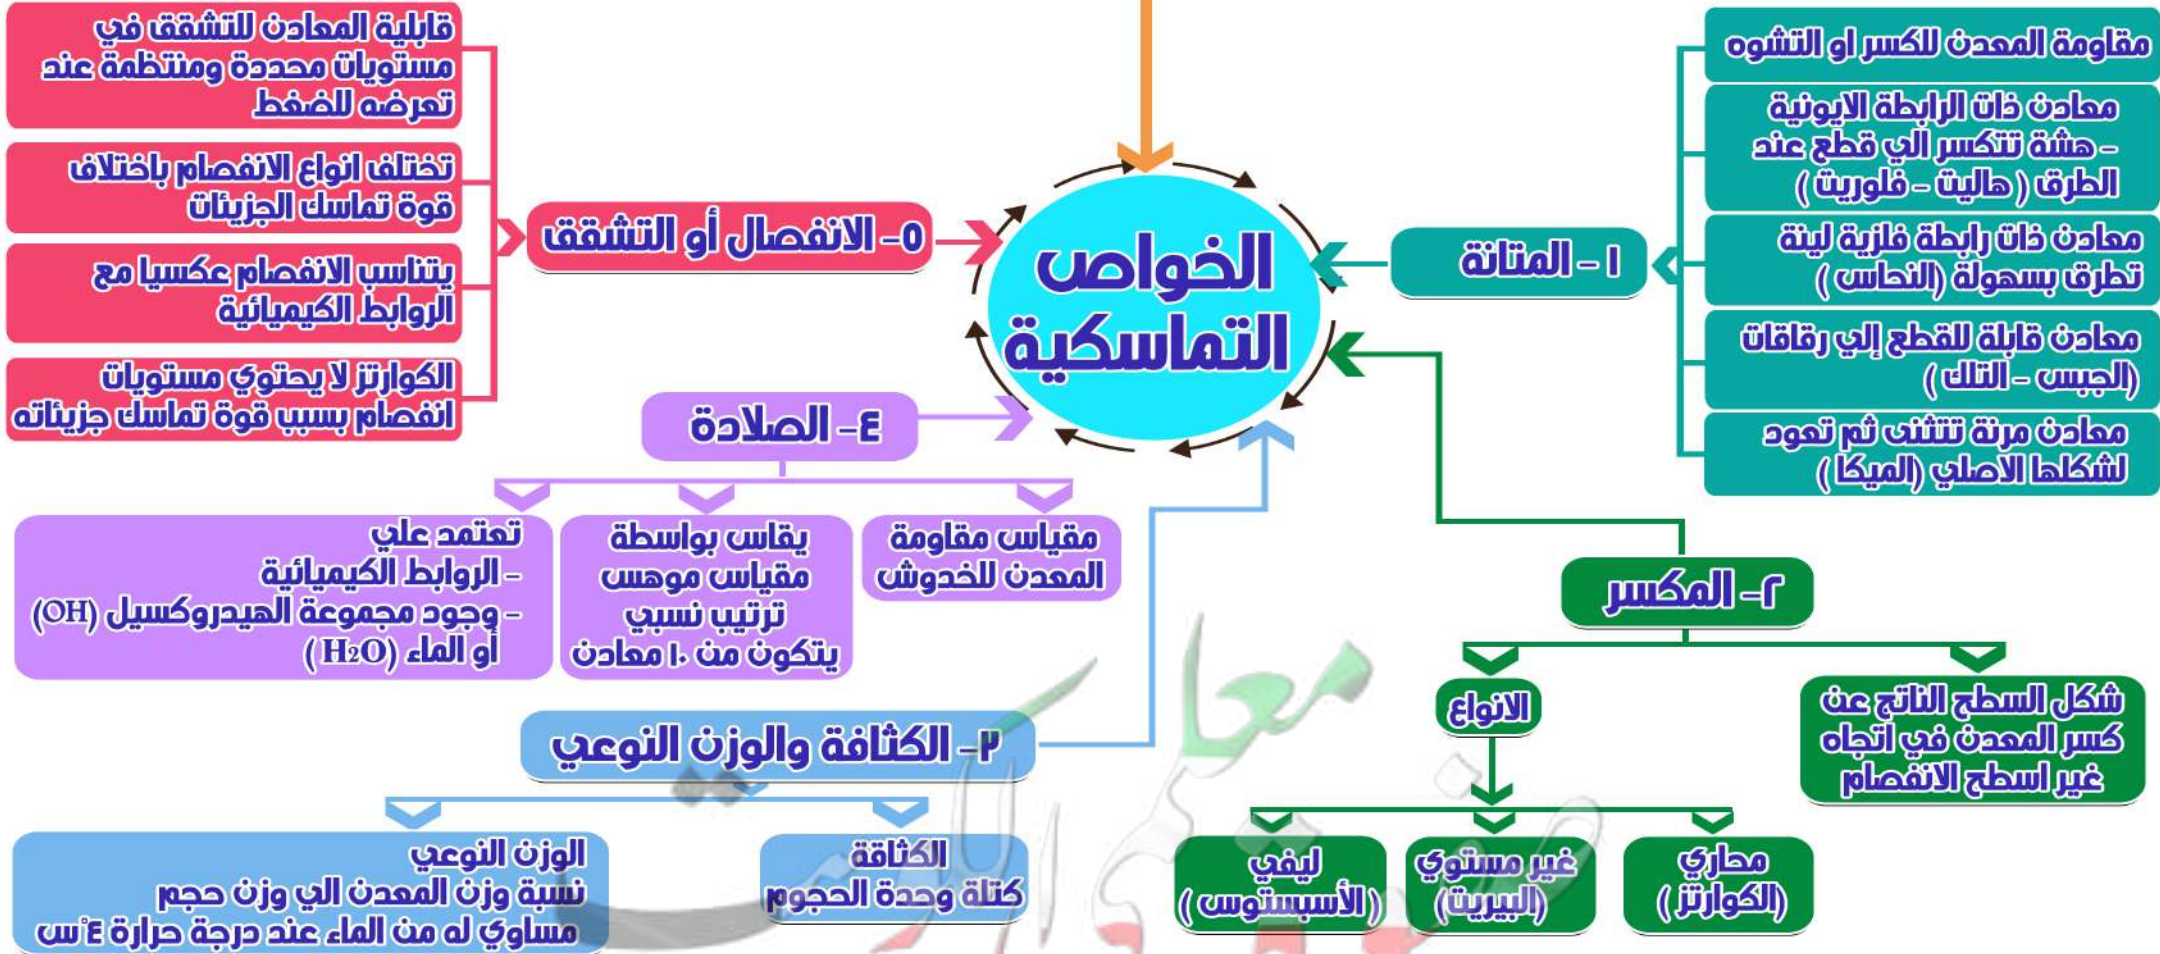 الخواص
التماسكية
١ – المتانة
مقاومة المعدن للكسر او التشوه
معادن ذات الرابطة الايونية
– هشة تتكسر الي قطع عند
الطرق ( هاليت – فلوريت )
معادن ذات رابطة فلزية لينة
تطرق بسهولة (النحاس )
معادن قابلة للقطع إلي رقاقات
(الجبس – التلك )
معادن مرنة تتثنى ثم تعود
لشكلها الاصلي (الميكا )
٢– المكسر
شكل السطح الناتج عن
كسر المعدن في اتجاه
غير اسطح الانفصام
الانواع
محاري
(الكوارتز )
غير مستوي
(البيريت)
ليفي
( الأسبستوس )
٣– الكثافة والوزن النوعي
الكثاقة
كتلة وحدة الحجوم
الوزن النوعي
نسبة وزن المعدن الي وزن حجم
مساوي له من الماء عند درجة حرارة ٤°س
٤– الصلادة
مقياس مقاومة
المعدن للخدوش
يقاس بواسطة
مقياس موهس
ترتيب نسبي
يتكون من ١٠ معادن
تعتمد علي
– الروابط الكيميائية
– وجود مجموعة الهيدروكسيل (OH)
أو الماء (H₂O )
٥– الانفصال أو التشقق
قابلية المعادن للتشقق في
مستويات محددة ومنتظمة عند
تعرضه للضغط
تختلف انواع الانفصام باختلاف
قوة تماسك الجزيئات
يتناسب الانفصام عكسيا مع
الروابط الكيميائية
الكوارتز لا يحتوي مستويات
انفصام بسبب قوة تماسك جزيئاته